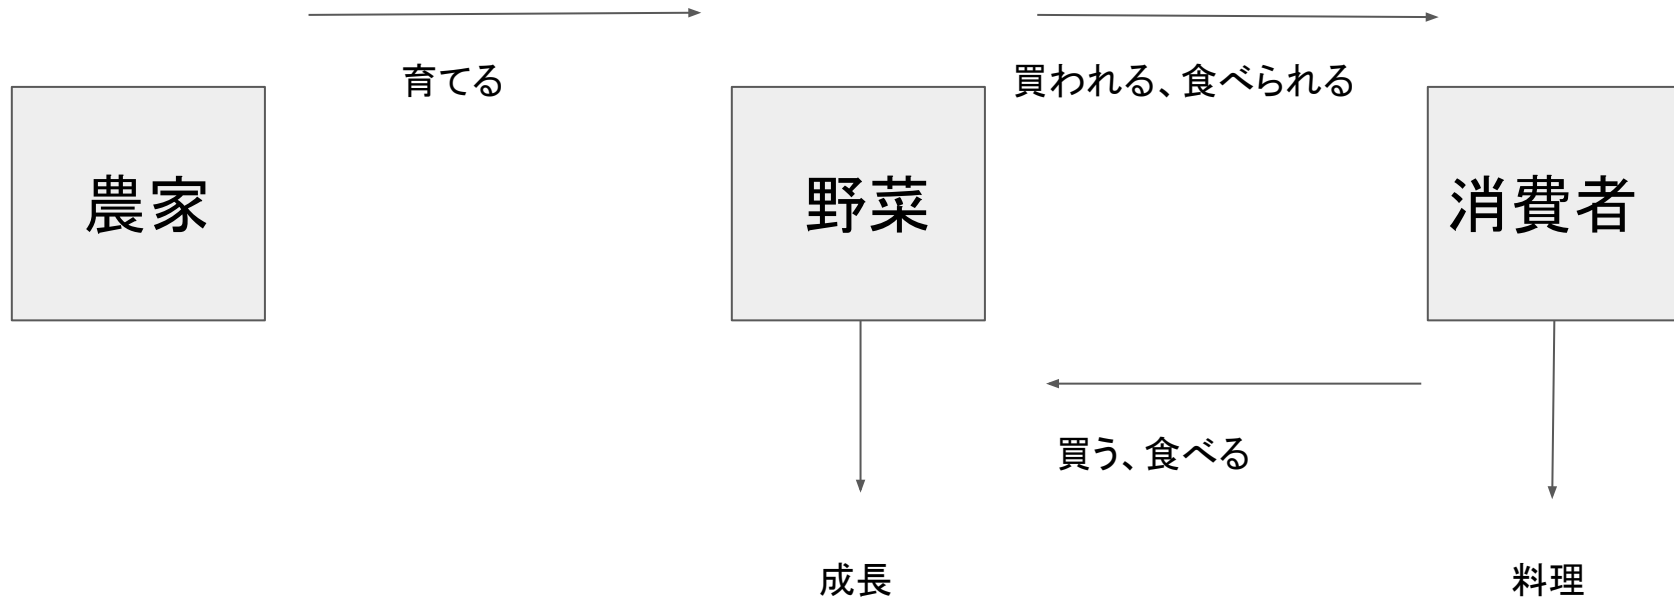 育てる
買われる、食べられる
農家
野菜
消費者
買う、食べる
成長
料理